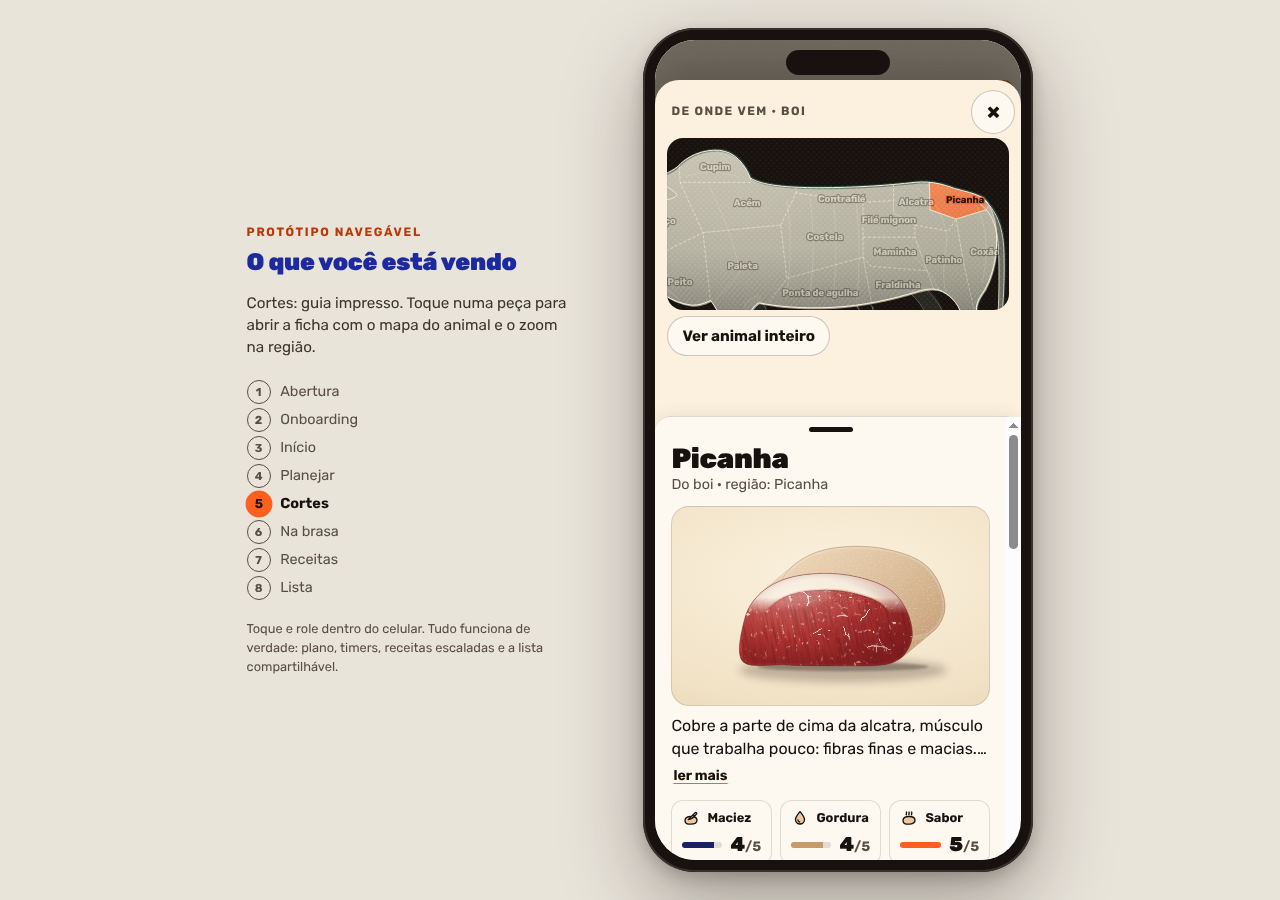 PROTÓTIPO NAVEGÁVEL
O que você está vendo
Cortes: guia impresso. Toque numa peça para
abrir a ficha com o mapa do animal e o zoom
na região.
1 Abertura
2 Onboarding
3 Início
4 Planejar
5 Cortes
6 Na brasa
7 Receitas
8 Lista
Toque e role dentro do celular. Tudo funciona de
verdade: plano, timers, receitas escaladas e a lista
compartilhável.
DE ONDE VEM • BOI
Cupim
Acém
Contrafilé
Alcatra
Picanha
ço
Filé mignon
Costela
Maminha
Coxão
Patinho
Paleta
Peito
Fraldinha
Ponta de agulha
Ver animal inteiro
Picanha
Do boi • região: Picanha
Cobre a parte de cima da alcatra, músculo
que trabalha pouco: fibras finas e macias.…
ler mais
Maciez
4/5
Gordura
4/5
Sabor
5/5